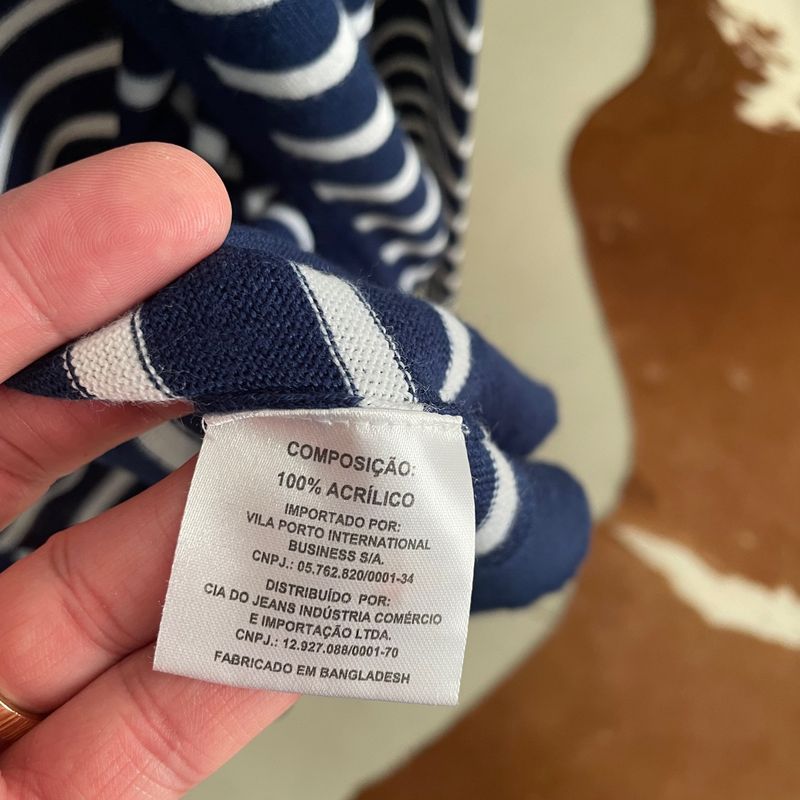 COMPOSIÇÃO:
100% ACRÍLICO
IMPORTADO POR:
VILA PORTO INTERNATIONAL
BUSINESS S/A.
CNPJ.: 05.762.820/0001-34
DISTRIBUÍDO POR:
CIA DO JEANS INDÚSTRIA COMÉRCIO
E IMPORTAÇÃO LTDA.
CNPJ.: 12.927.088/0001-70
FABRICADO EM BANGLADESH